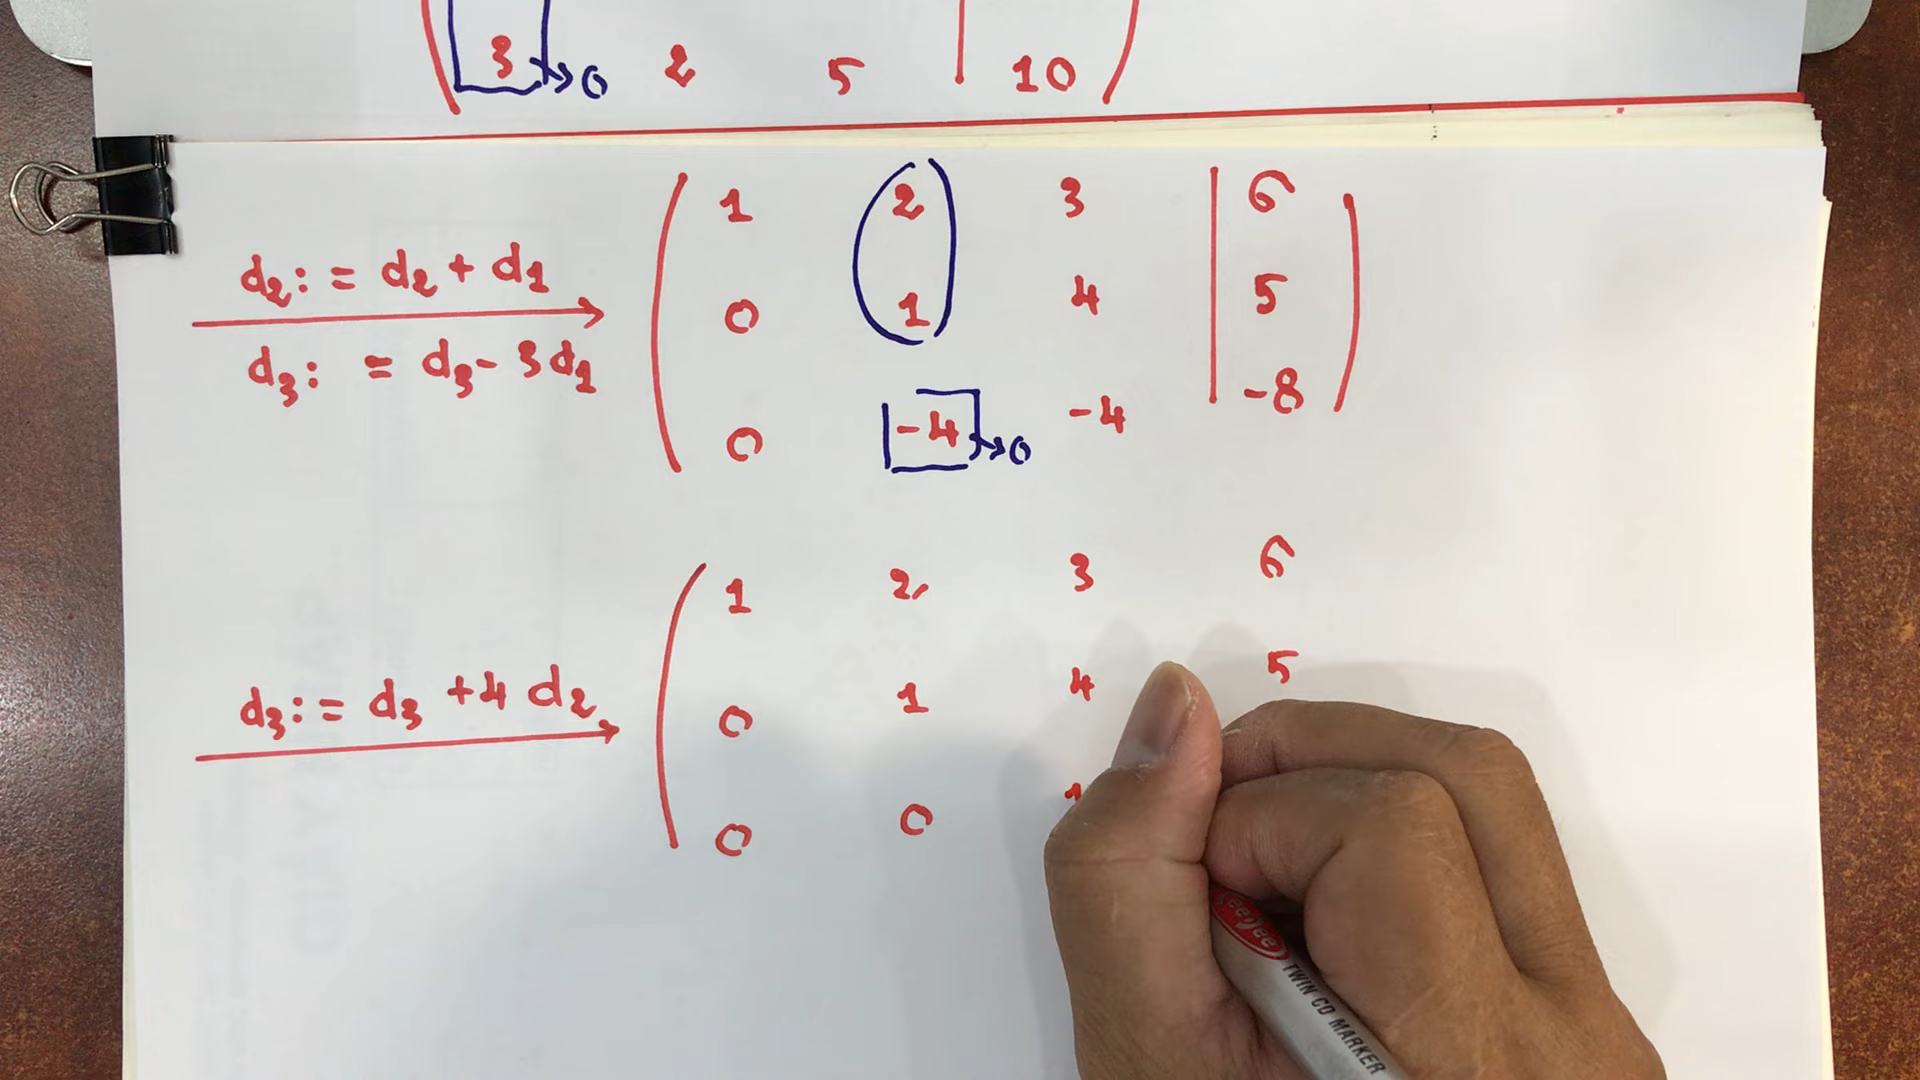 3 → 0 2 5 | 10
1 2 3 | 6
d2: = d2 + d1
0 1 4 | 5
d3: = d3 - 3d1
0 -4 → 0 -4 | -8
1 2 3 6
d3: = d3 + 4 d2
0 1 4 5
0 0
TWIN CD MARKER